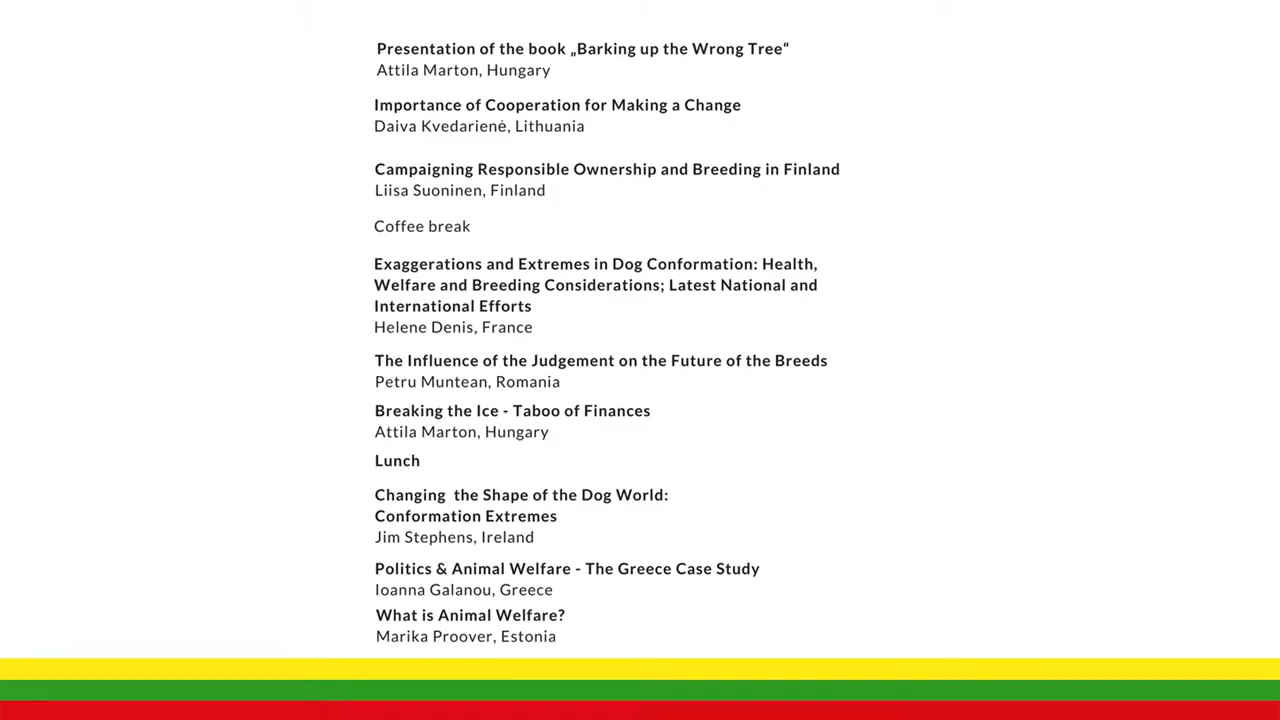 Presentation of the book „Barking up the Wrong Tree“
Attila Marton, Hungary
Importance of Cooperation for Making a Change
Daiva Kvedarienė, Lithuania
Campaigning Responsible Ownership and Breeding in Finland
Liisa Suoninen, Finland
Coffee break
Exaggerations and Extremes in Dog Conformation: Health,
Welfare and Breeding Considerations; Latest National and
International Efforts
Helene Denis, France
The Influence of the Judgement on the Future of the Breeds
Petru Muntean, Romania
Breaking the Ice - Taboo of Finances
Attila Marton, Hungary
Lunch
Changing  the Shape of the Dog World:
Conformation Extremes
Jim Stephens, Ireland
Politics & Animal Welfare - The Greece Case Study
Ioanna Galanou, Greece
What is Animal Welfare?
Marika Proover, Estonia